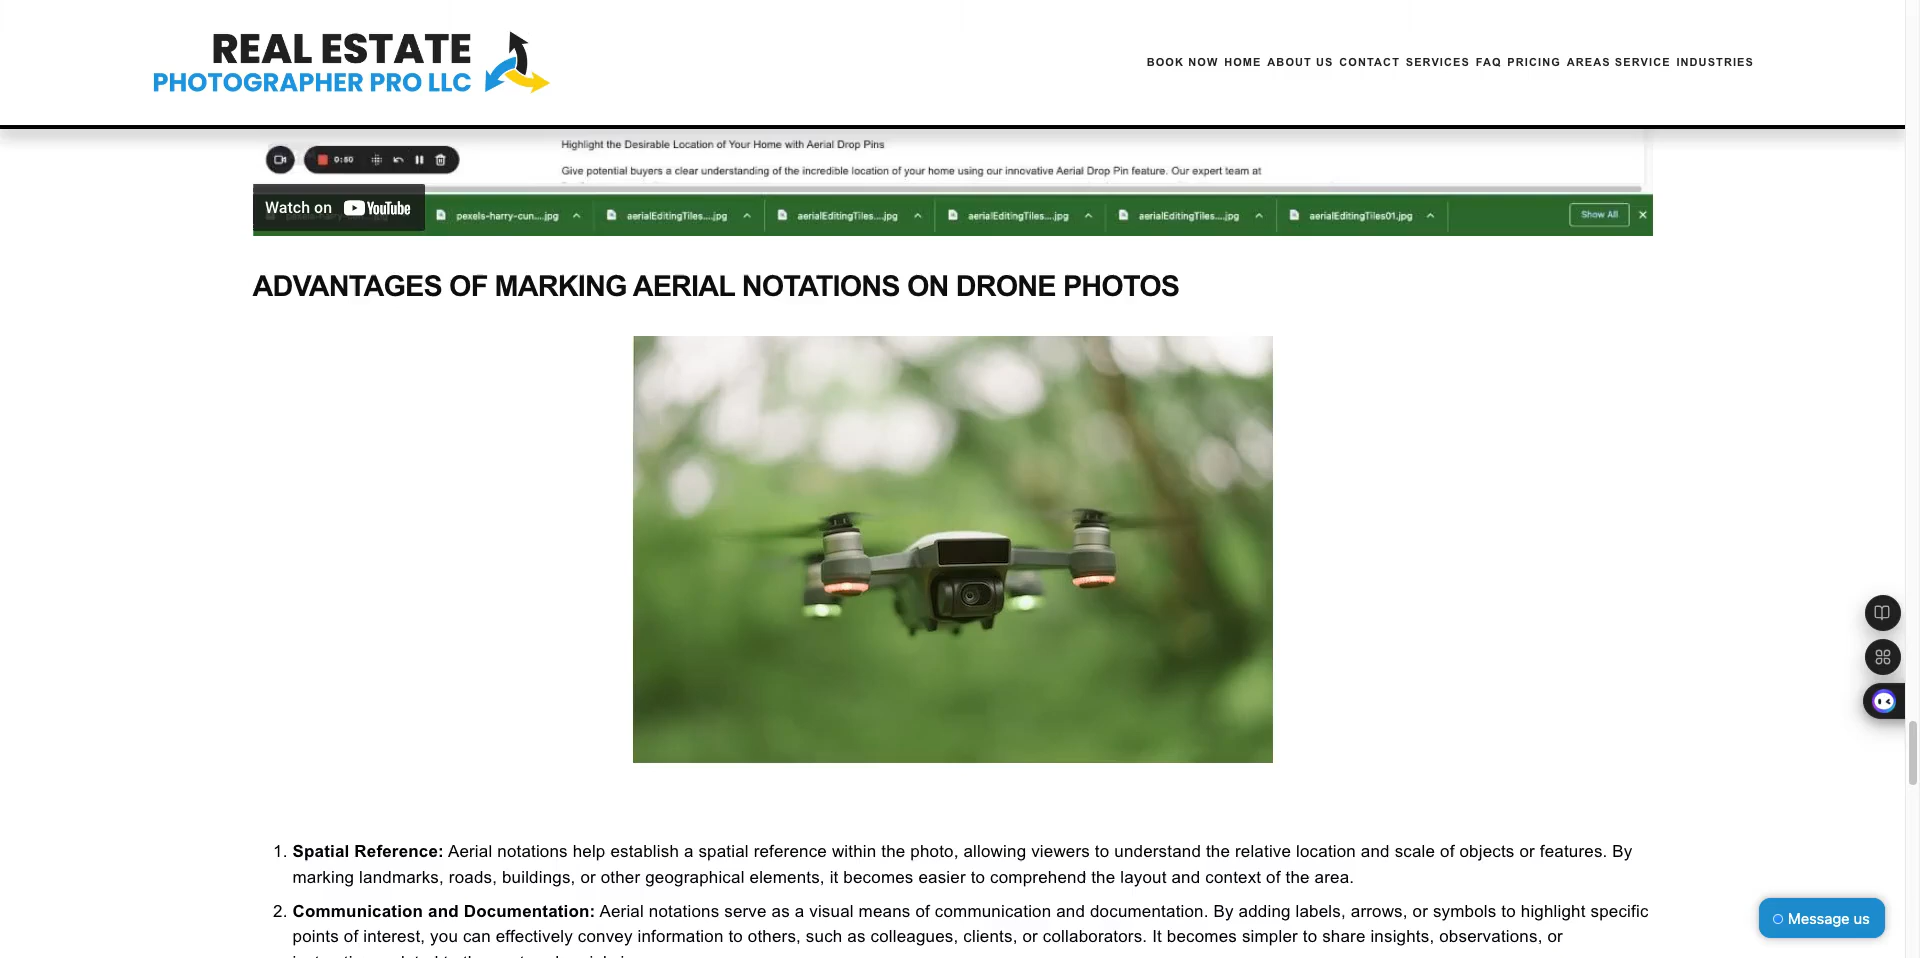 REAL ESTATE
PHOTOGRAPHER PRO LLC
BOOK NOW HOME ABOUT US CONTACT SERVICES FAQ PRICING AREAS SERVICE INDUSTRIES
Highlight the Desirable Location of Your Home with Aerial Drop Pins
0:60
Give potential buyers a clear understanding of the incredible location of your home using our innovative Aerial Drop Pin feature. Our expert team at
Watch on YouTube
pexels-harry-cun....jpg aerialEditingTiles....jpg aerialEditingTiles....jpg aerialEditingTiles....jpg aerialEditingTiles....jpg aerialEditingTiles01.jpg Show All
ADVANTAGES OF MARKING AERIAL NOTATIONS ON DRONE PHOTOS
1. Spatial Reference: Aerial notations help establish a spatial reference within the photo, allowing viewers to understand the relative location and scale of objects or features. By
marking landmarks, roads, buildings, or other geographical elements, it becomes easier to comprehend the layout and context of the area.
2. Communication and Documentation: Aerial notations serve as a visual means of communication and documentation. By adding labels, arrows, or symbols to highlight specific
points of interest, you can effectively convey information to others, such as colleagues, clients, or collaborators. It becomes simpler to share insights, observations, or
Message us